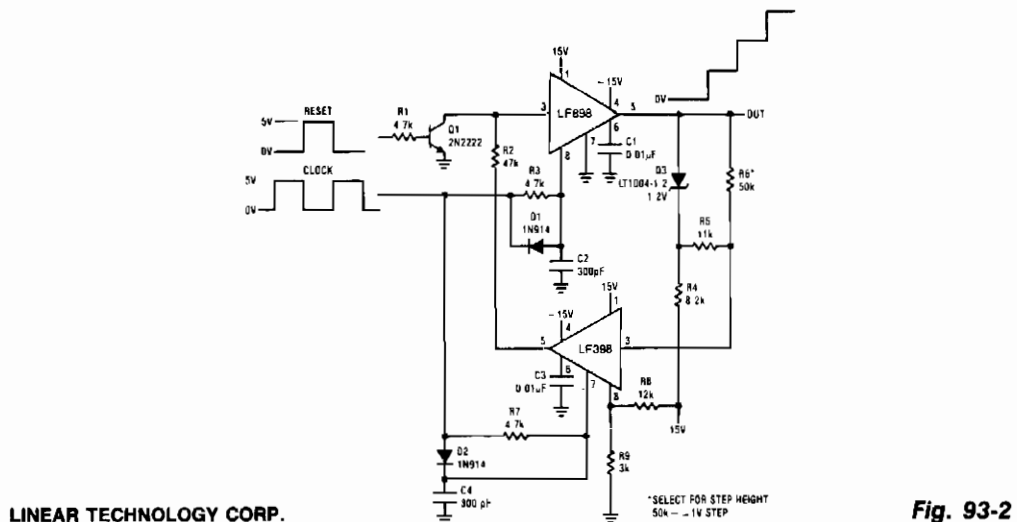 15V
1
-15V
4
3
LF898
5
OUT
0V
6
7
8
C1
0.01µF
RESET
5V
0V
R1
4.7k
Q1
2N2222
R2
47k
CLOCK
5V
0V
R3
4.7k
D1
1N914
C2
300pF
D3
LT1004-1.2
1.2V
R6*
50k
R5
11k
R4
8.2k
15V
1
-15V
4
5
LF398
3
6
7
8
C3
0.01µF
R8
12k
15V
R7
4.7k
D2
1N914
R9
3k
C4
300 pF
*SELECT FOR STEP HEIGHT
50k – 1V STEP
LINEAR TECHNOLOGY CORP.
Fig. 93-2